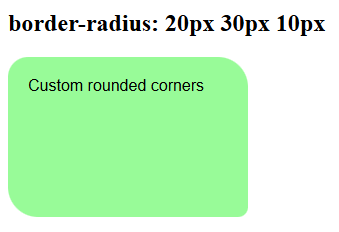 border-radius: 20px 30px 10px
Custom rounded corners